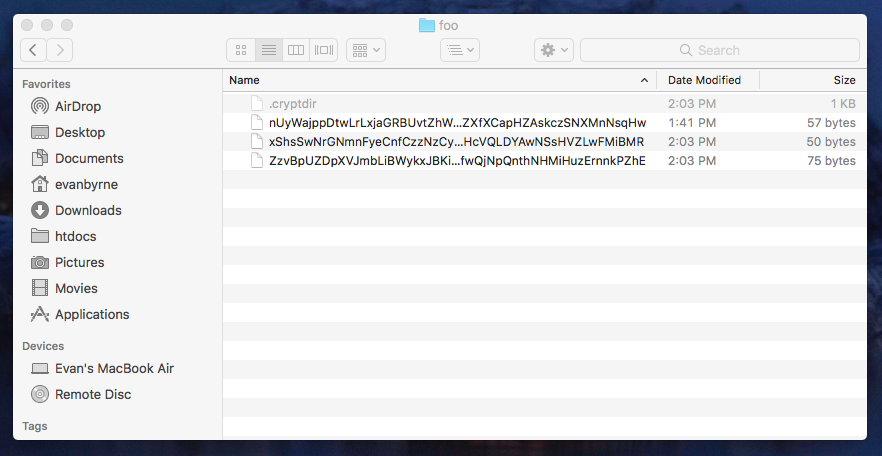 foo
Search
Favorites
AirDrop
Desktop
Documents
evanbyrne
Downloads
htdocs
Pictures
Movies
Applications
Devices
Evan's MacBook Air
Remote Disc
Tags
Name Date Modified Size
.cryptdir 2:03 PM 1 KB
nUyWajppDtwLrLxjaGRBUvtZhW...ZXfXCapHZAskczSNXMnNsqHw 1:41 PM 57 bytes
xShsSwNrGNmnFyeCnfCzzNzCy...HcVQLDYAwNSsHVZLwFMiBMR 2:03 PM 50 bytes
ZzvBpUZDpXVJmbLiBWykxJBKi...fwQjNpQnthNHMiHuzErnnkPZhE 2:03 PM 75 bytes